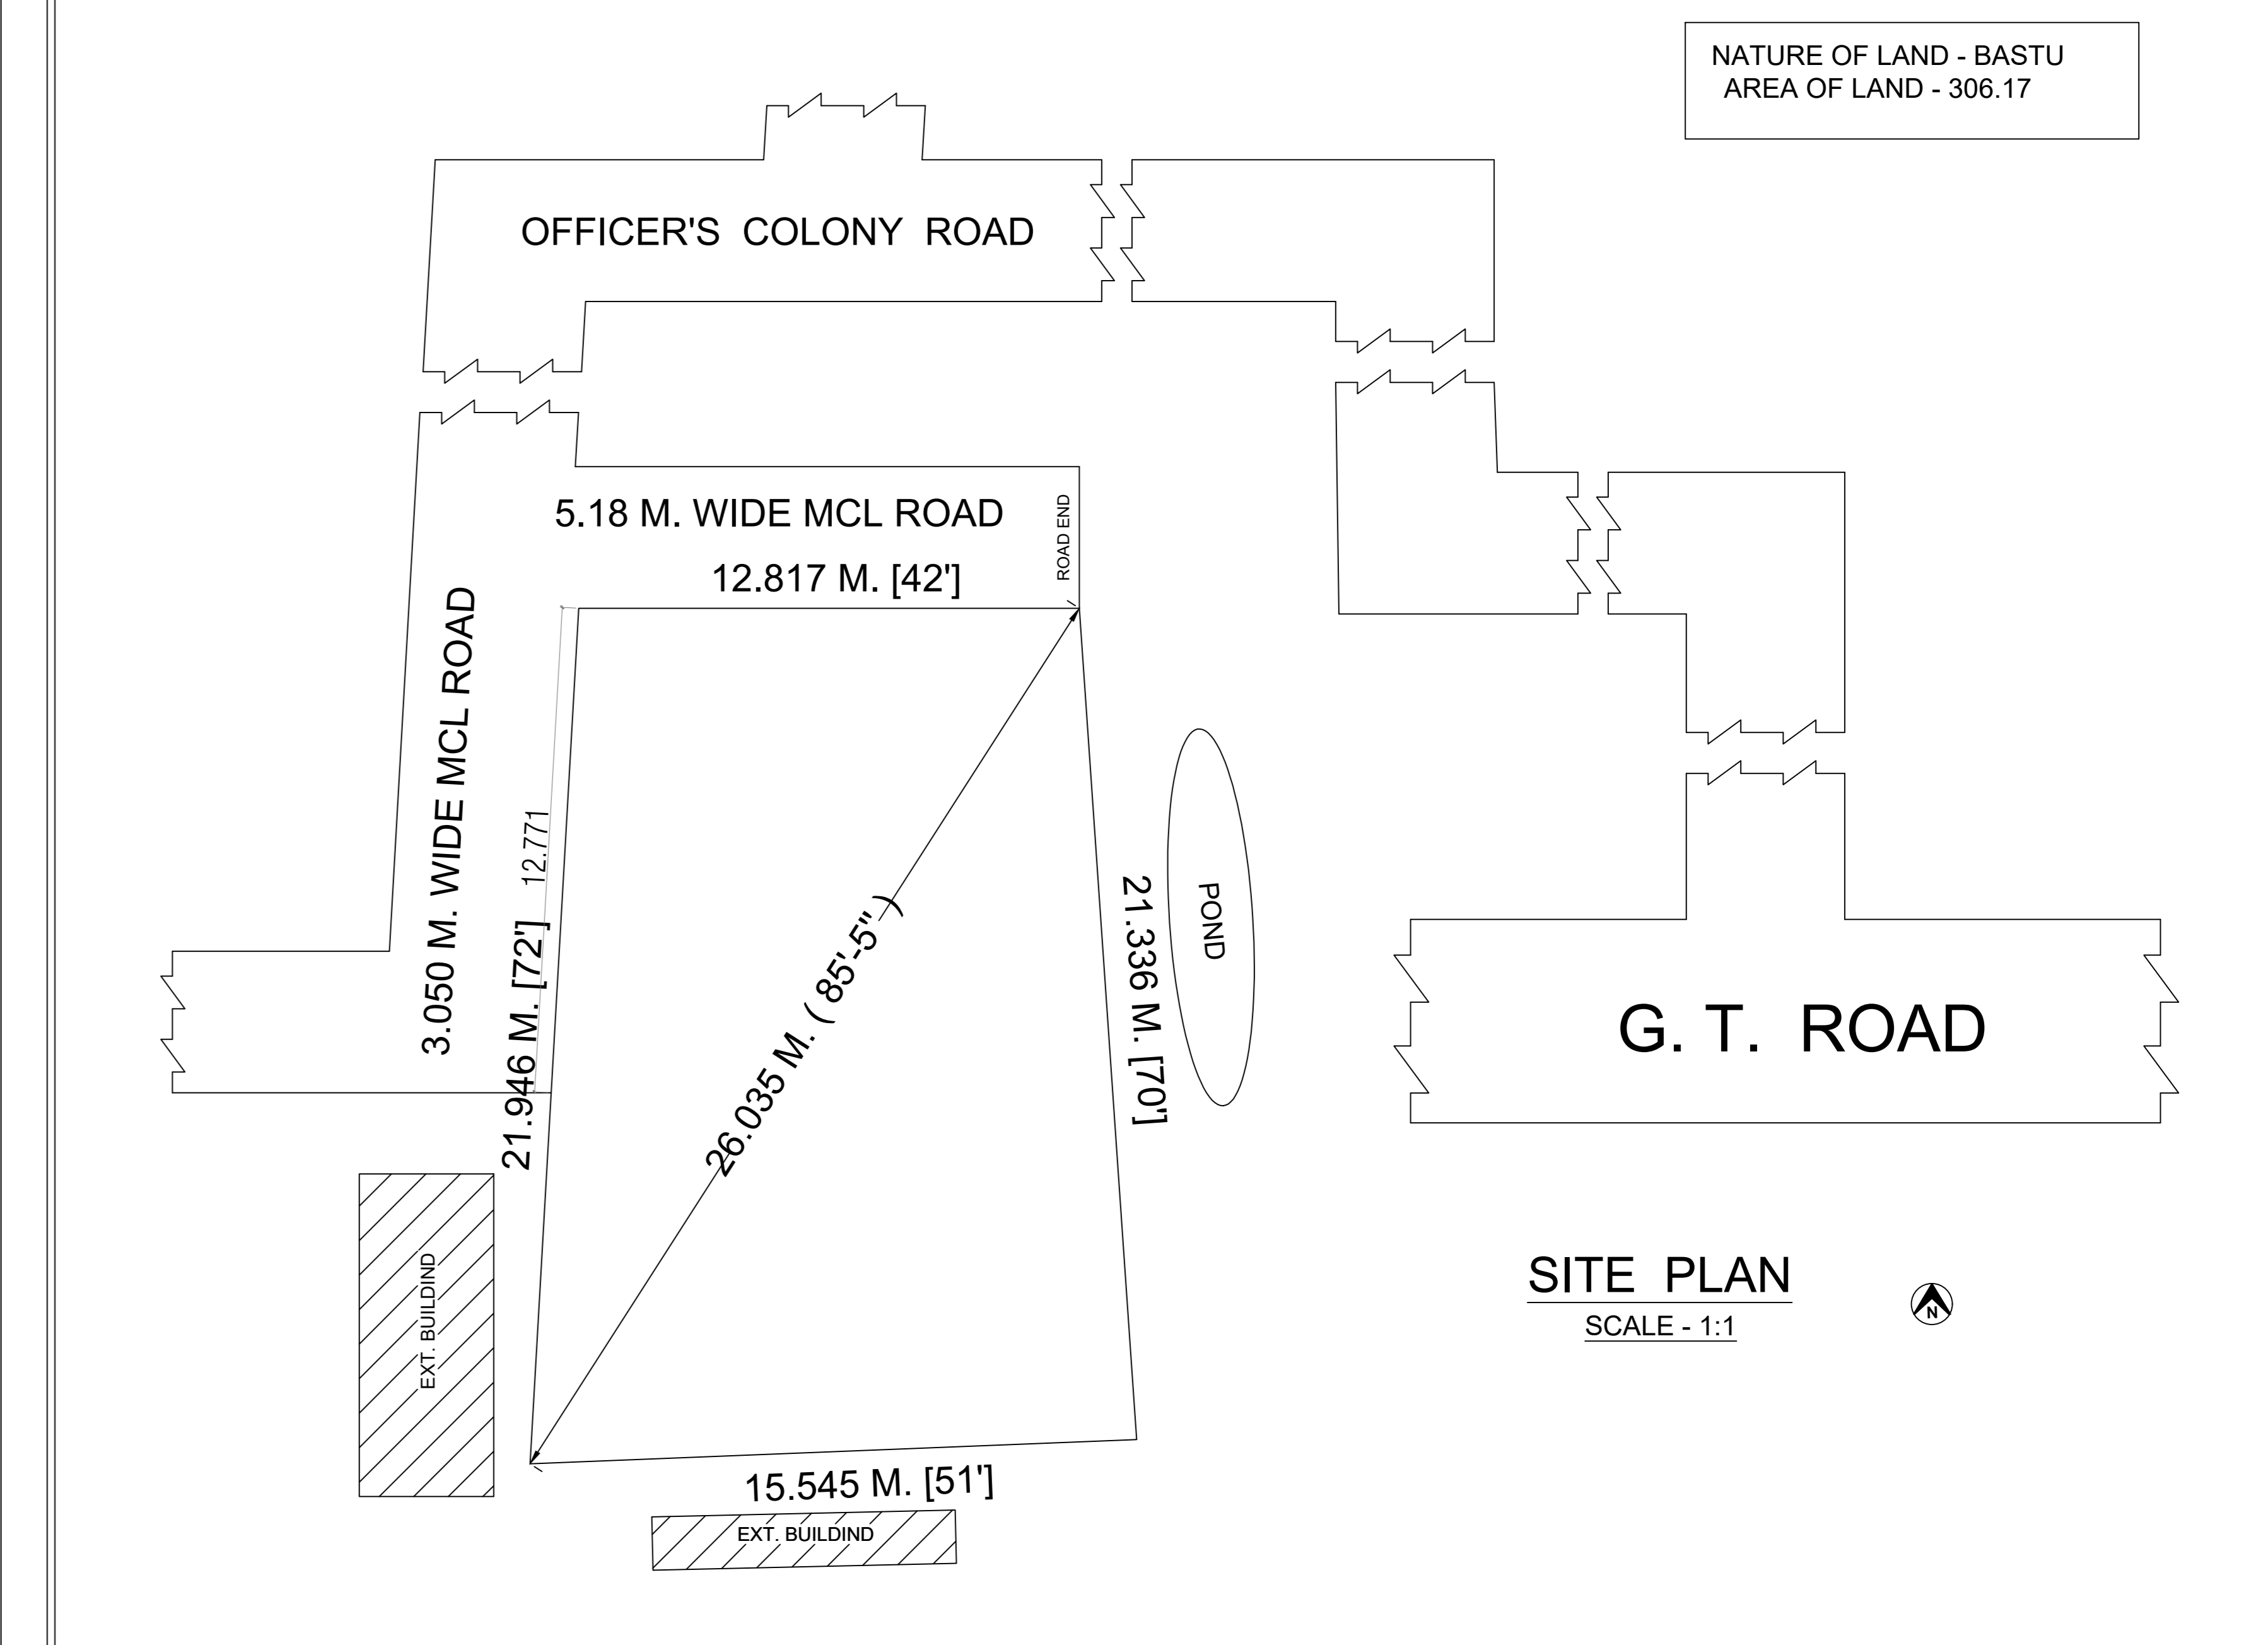 NATURE OF LAND - BASTU
AREA OF LAND - 306.17
OFFICER'S COLONY ROAD
5.18 M. WIDE MCL ROAD
ROAD END
12.817 M. [42']
3.050 M. WIDE MCL ROAD
12.771
21.946 M. [72']
26.035 M. ( 85'-5" )
21.336 M. [70']
POND
G. T. ROAD
EXT. BUILDIND
SITE PLAN
SCALE - 1:1
N
15.545 M. [51']
EXT. BUILDIND